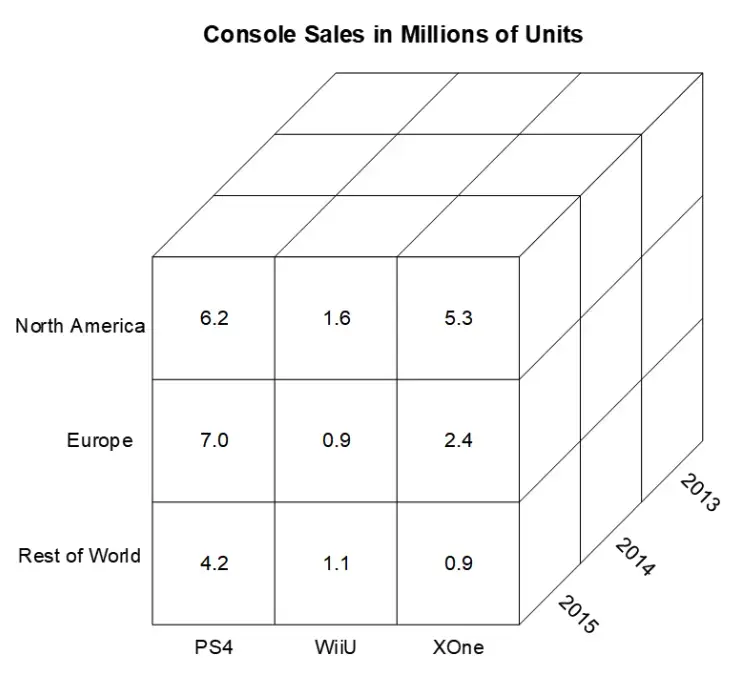 Console Sales in Millions of Units
North America 6.2 1.6 5.3
Europe 7.0 0.9 2.4
Rest of World 4.2 1.1 0.9
PS4 WiiU XOne
2015
2014
2013